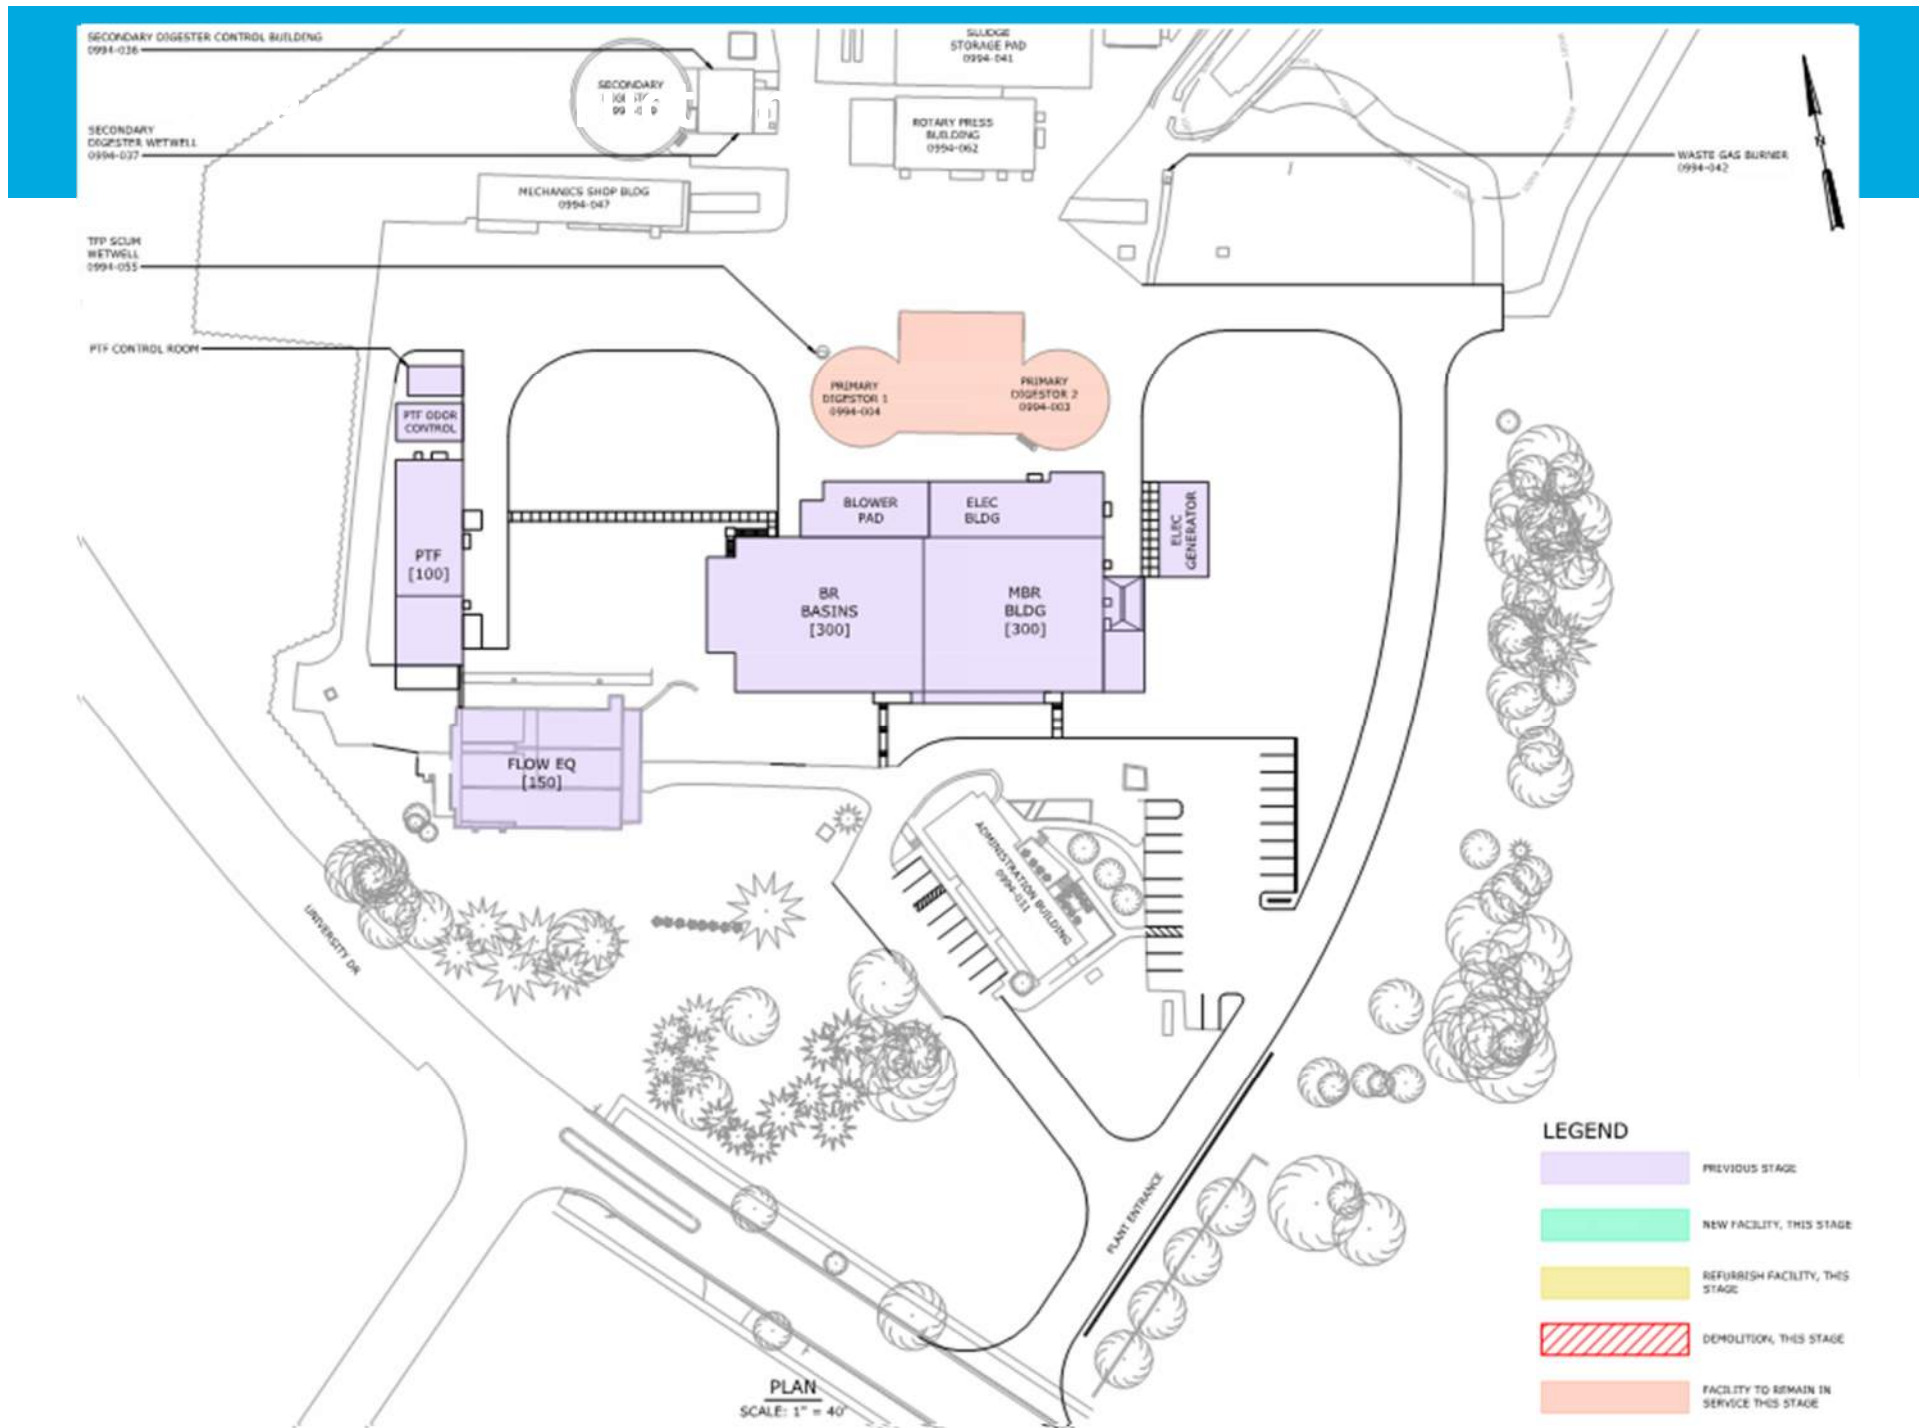 SECONDARY DIGESTER CONTROL BUILDING
0994-036
SECONDARY
SLUDGE
STORAGE PAD
0994-041
SECONDARY
DIGESTER WETWELL
0994-037
ROTARY PRESS
BUILDING
0994-062
WASTE GAS BURNER
0994-042
MECHANICS SHOP BLDG
0994-047
TFP SCUM
WETWELL
0994-055
PTF CONTROL ROOM
PRIMARY
DIGESTOR 1
0994-004
PRIMARY
DIGESTOR 2
0994-003
PTF ODOR
CONTROL
BLOWER
PAD
ELEC
BLDG
ELEC
GENERATOR
PTF
[100]
BR
BASINS
[300]
MBR
BLDG
[300]
FLOW EQ
[150]
ADMINISTRATION BUILDING
0994-031
UNIVERSITY DR
PLANT ENTRANCE
LEGEND
PREVIOUS STAGE
NEW FACILITY, THIS STAGE
REFURBISH FACILITY, THIS
STAGE
DEMOLITION, THIS STAGE
FACILITY TO REMAIN IN
SERVICE THIS STAGE
PLAN
SCALE: 1" = 40'